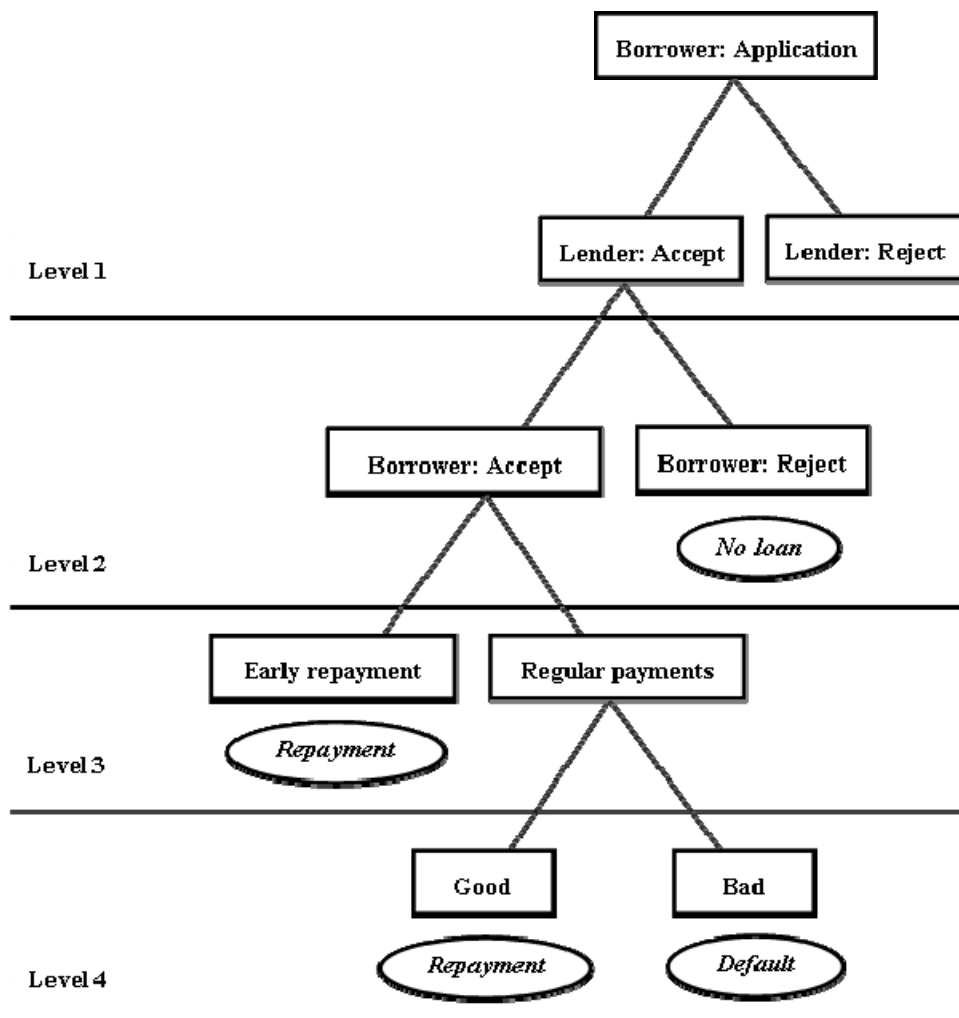 Borrower: Application
Lender: Accept
Lender: Reject
Level 1
Borrower: Accept
Borrower: Reject
No loan
Level 2
Early repayment
Regular payments
Repayment
Level 3
Good
Bad
Repayment
Default
Level 4